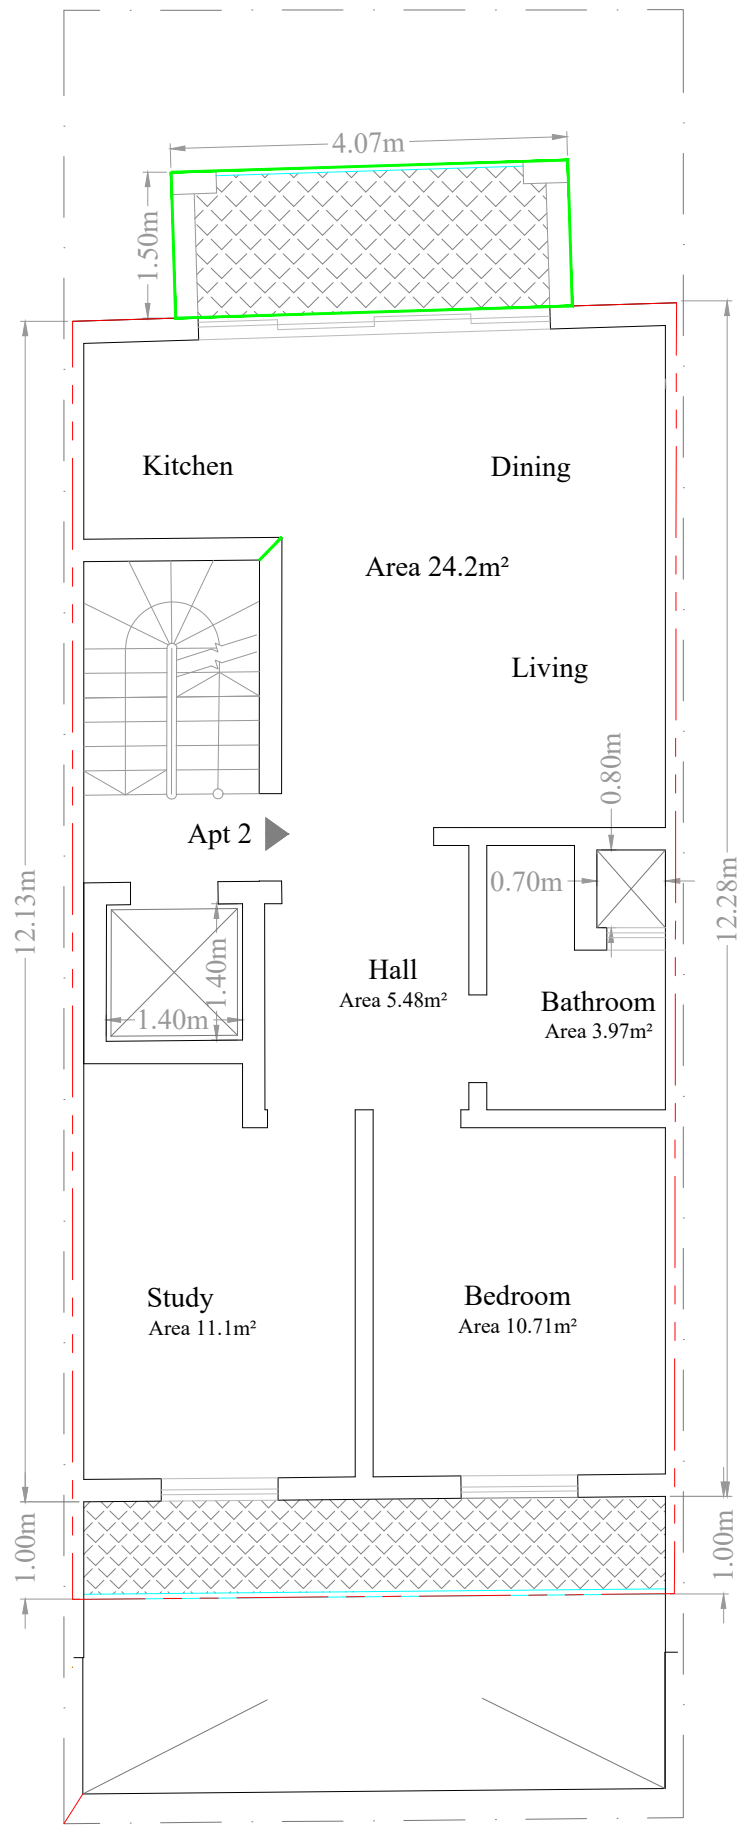 4.07m
1.50m
Kitchen
Dining
Area 24.2m²
Living
0.80m
Apt 2
0.70m
12.13m
12.28m
1.40m
Hall
Area 5.48m²
Bathroom
Area 3.97m²
1.40m
Study
Area 11.1m²
Bedroom
Area 10.71m²
1.00m
1.00m